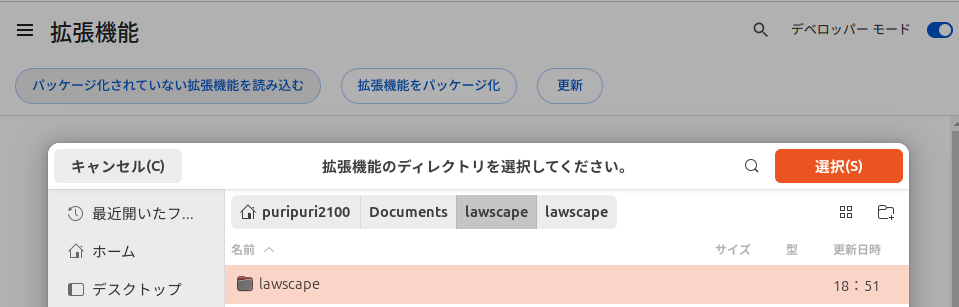 拡張機能
デベロッパー モード
パッケージ化されていない拡張機能を読み込む
拡張機能をパッケージ化
更新
キャンセル(C)
拡張機能のディレクトリを選択してください。
選択(S)
最近開いたフ...
ホーム
デスクトップ
puripuri2100 Documents lawscape lawscape
名前 サイズ 型 更新日時
lawscape 18：51